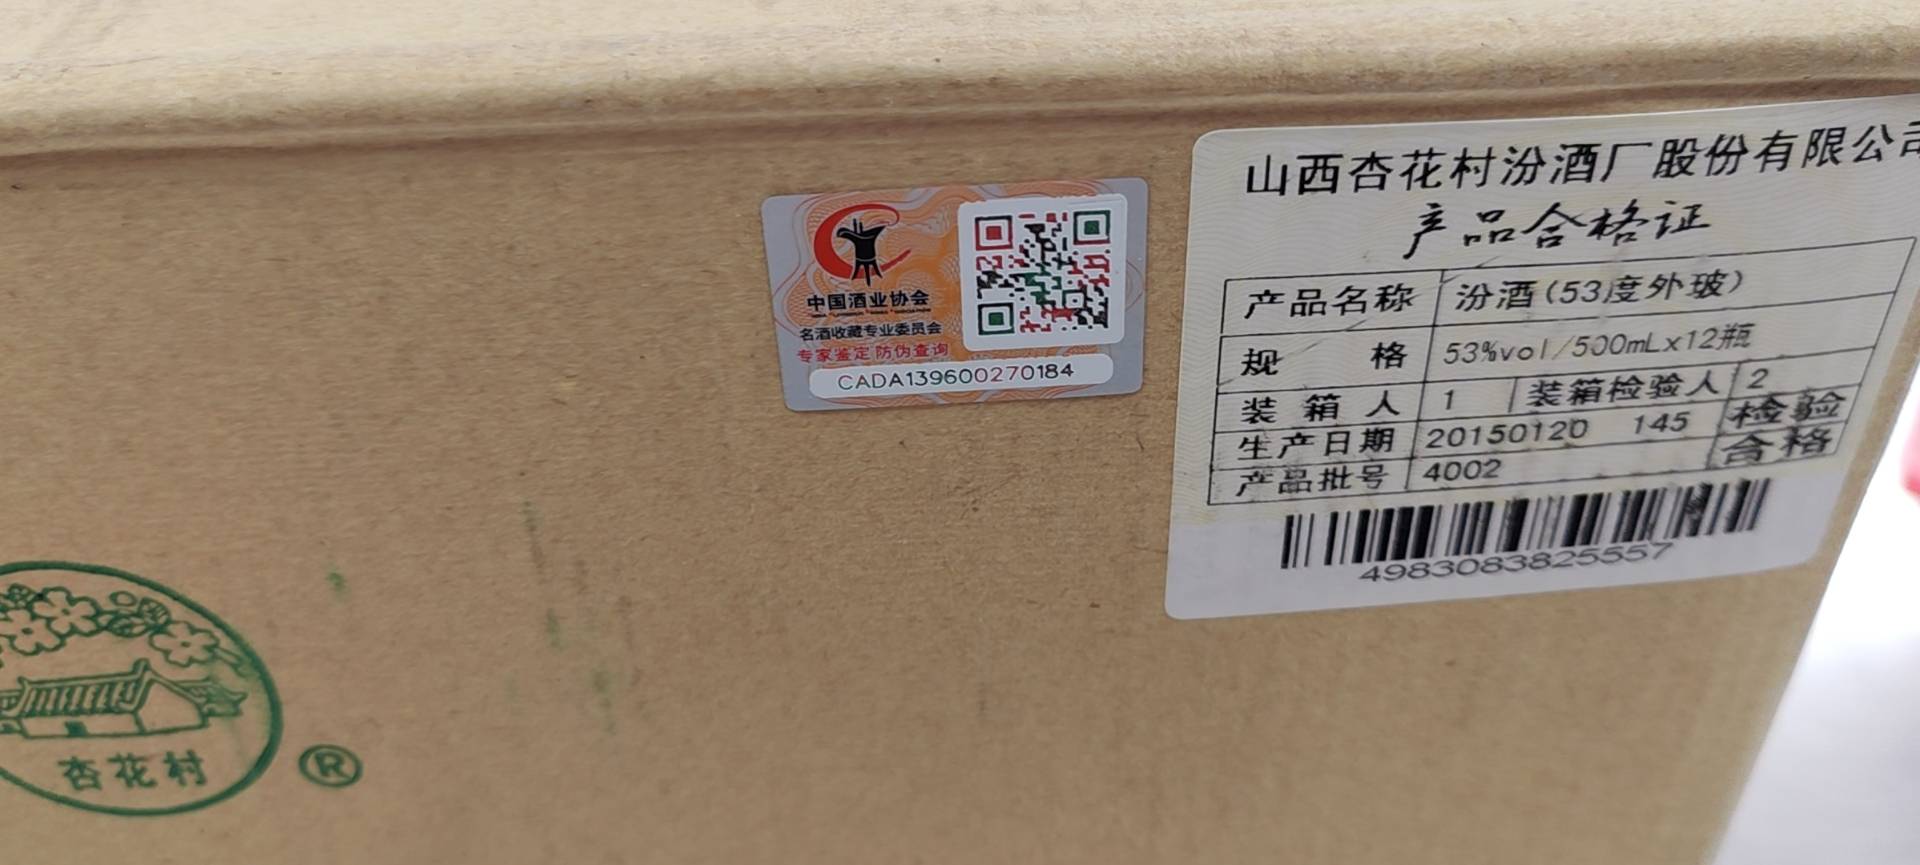 中国酒业协会
名酒收藏专业委员会
专家鉴定 防伪查询
CADA139600270184
山西杏花村汾酒厂股份有限公司
产品合格证
产品名称 汾酒(53度外玻)
规 格 53%vol/500mLx12瓶
装 箱 人 1 装箱检验人 2
生产日期 20150120 145 检验
产品批号 4002 合格
4983083825557
杏花村
®